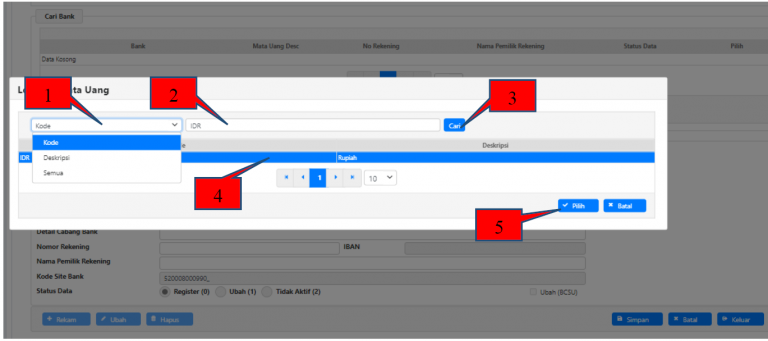 Cari Bank
Bank Mata Uang Desc No Rekening Nama Pemilik Rekening Status Data Pilih
Data Kosong
ta Uang
1 2 3
Kode IDR Cari
Kode
Deskripsi
Semua
Deskripsi
IDR Rupiah
4
1 10
5
Pilih Batal
Detail Cabang Bank
Nomor Rekening IBAN
Nama Pemilik Rekening
Kode Site Bank 520008000990_
Status Data Register (0) Ubah (1) Tidak Aktif (2) Ubah (BCSU)
Rekam Ubah Hapus Simpan Batal Keluar